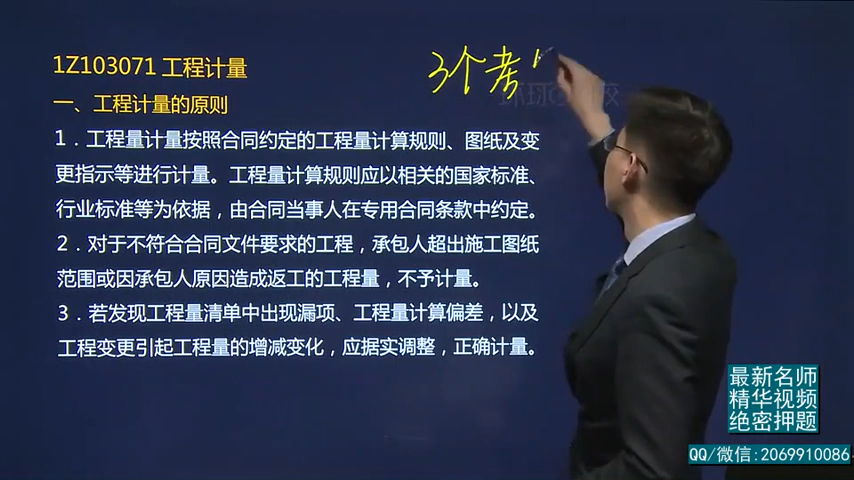 1Z103071 工程计量
3个考
一、工程计量的原则
1．工程量计量按照合同约定的工程量计算规则、图纸及变
更指示等进行计量。工程量计算规则应以相关的国家标准、
行业标准等为依据，由合同当事人在专用合同条款中约定。
2．对于不符合合同文件要求的工程，承包人超出施工图纸
范围或因承包人原因造成返工的工程量，不予计量。
3．若发现工程量清单中出现漏项、工程量计算偏差，以及
工程变更引起工程量的增减变化，应据实调整，正确计量。
最新名师
精华视频
绝密押题
QQ/微信:2069910086